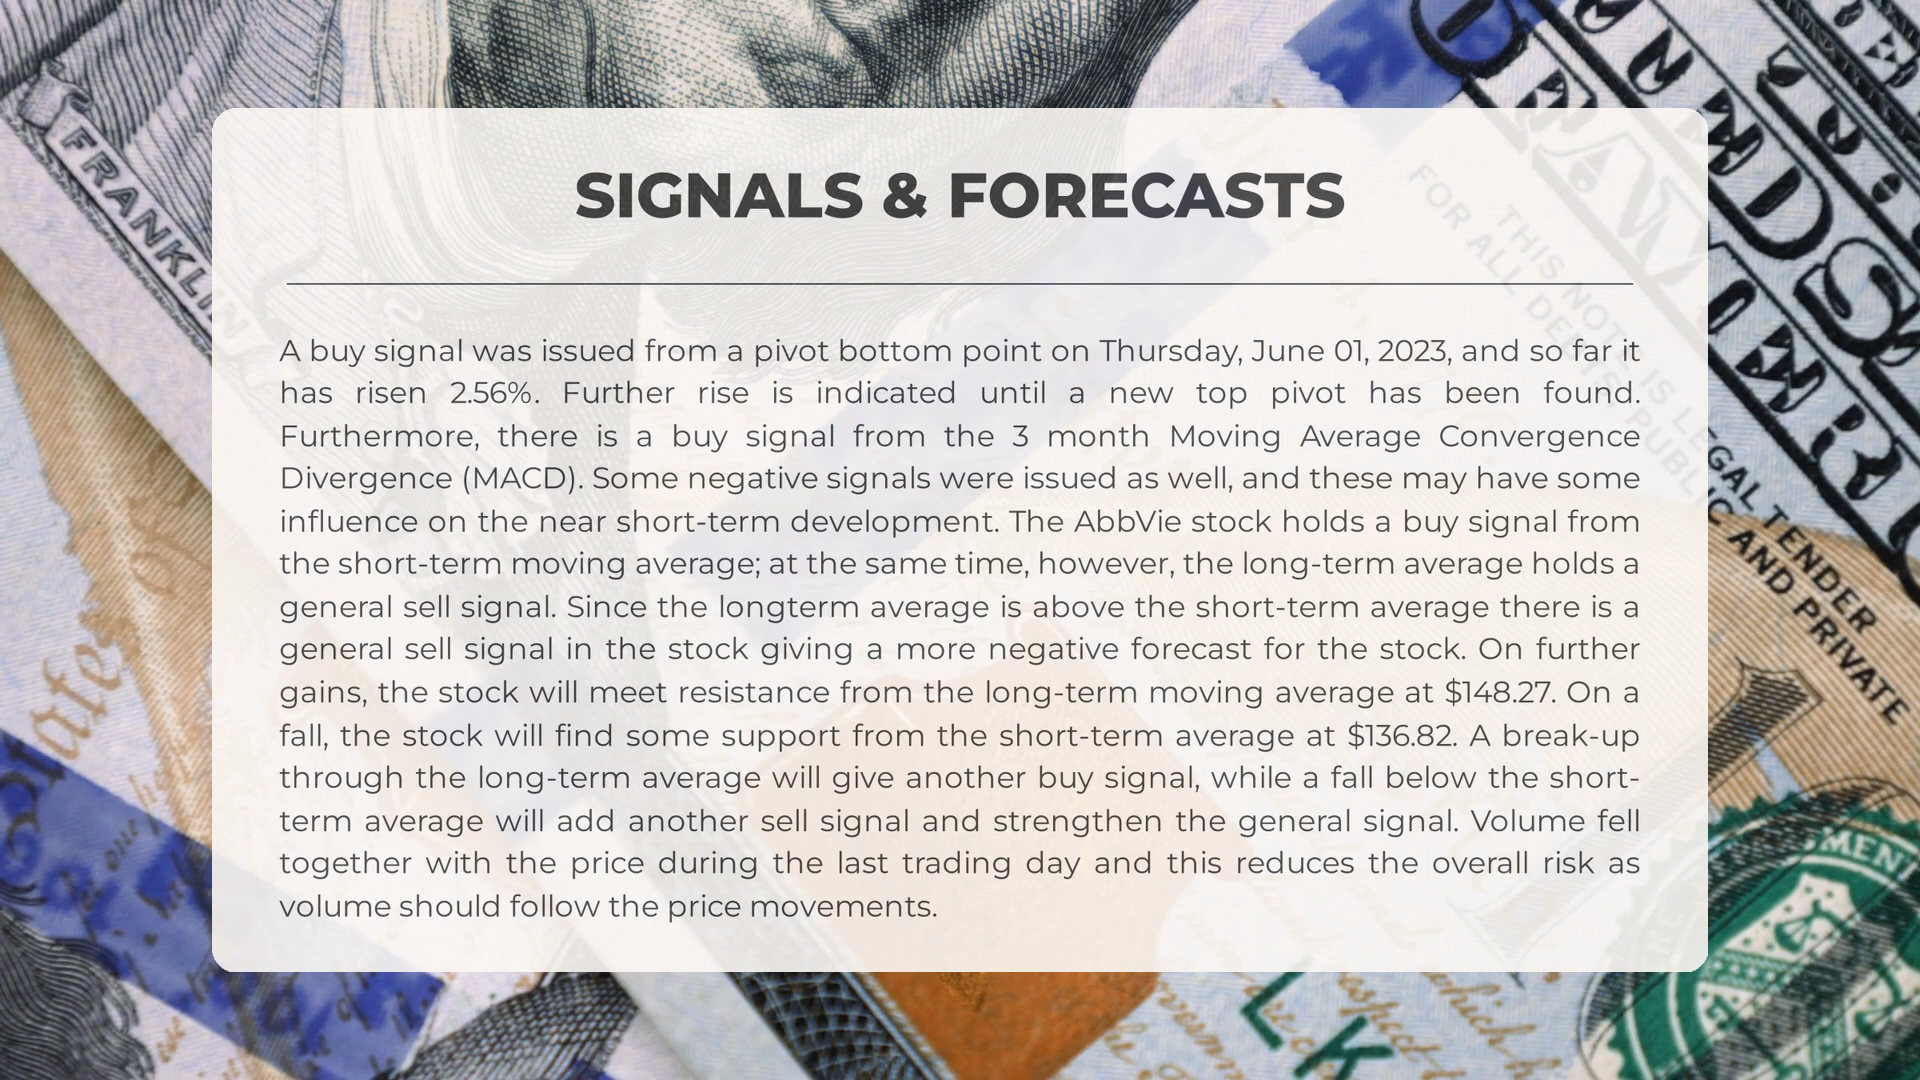 SIGNALS & FORECASTS
A buy signal was issued from a pivot bottom point on Thursday, June 01, 2023, and so far it
has risen 2.56%. Further rise is indicated until a new top pivot has been found.
Furthermore, there is a buy signal from the 3 month Moving Average Convergence
Divergence (MACD). Some negative signals were issued as well, and these may have some
influence on the near short-term development. The AbbVie stock holds a buy signal from
the short-term moving average; at the same time, however, the long-term average holds a
general sell signal. Since the longterm average is above the short-term average there is a
general sell signal in the stock giving a more negative forecast for the stock. On further
gains, the stock will meet resistance from the long-term moving average at $148.27. On a
fall, the stock will find some support from the short-term average at $136.82. A break-up
through the long-term average will give another buy signal, while a fall below the short-
term average will add another sell signal and strengthen the general signal. Volume fell
together with the price during the last trading day and this reduces the overall risk as
volume should follow the price movements.
FRANKLIN
THIS NOTE IS LEGAL TENDER
FOR ALL DEBTS PUBLIC AND PRIVATE